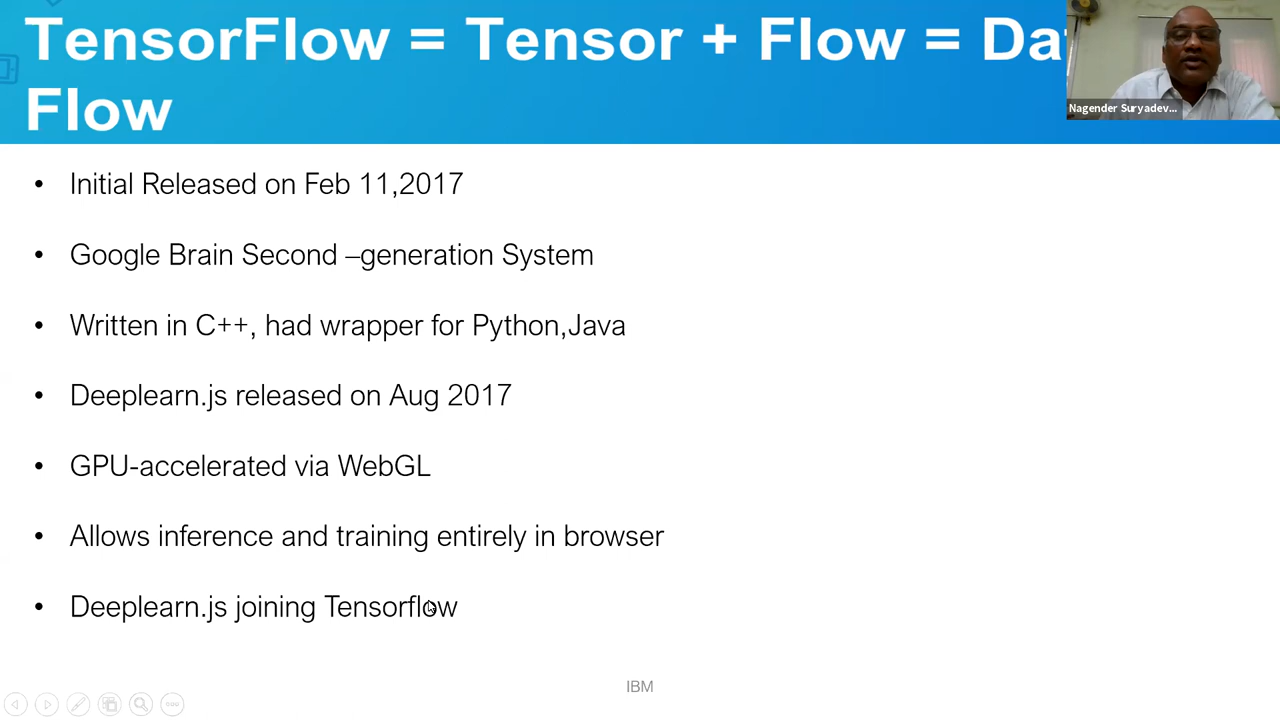 TensorFlow = Tensor + Flow = Da
Flow
Nagender Suryadev...
• Initial Released on Feb 11,2017
• Google Brain Second –generation System
• Written in C++, had wrapper for Python,Java
• Deeplearn.js released on Aug 2017
• GPU-accelerated via WebGL
• Allows inference and training entirely in browser
• Deeplearn.js joining Tensorflow
IBM